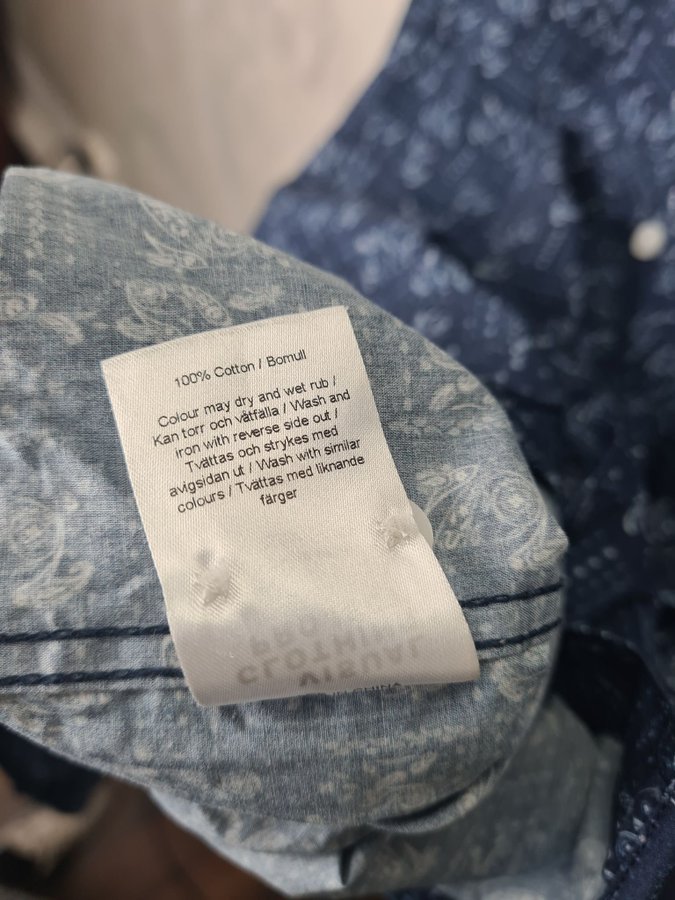 100% Cotton / Bomull
Colour may dry and wet rub /
Kan torr och våtfälla / Wash and
iron with reverse side out /
Tvättas och strykes med
avigsidan ut / Wash with similar
colours / Tvättas med liknande
färger
CLOTHING